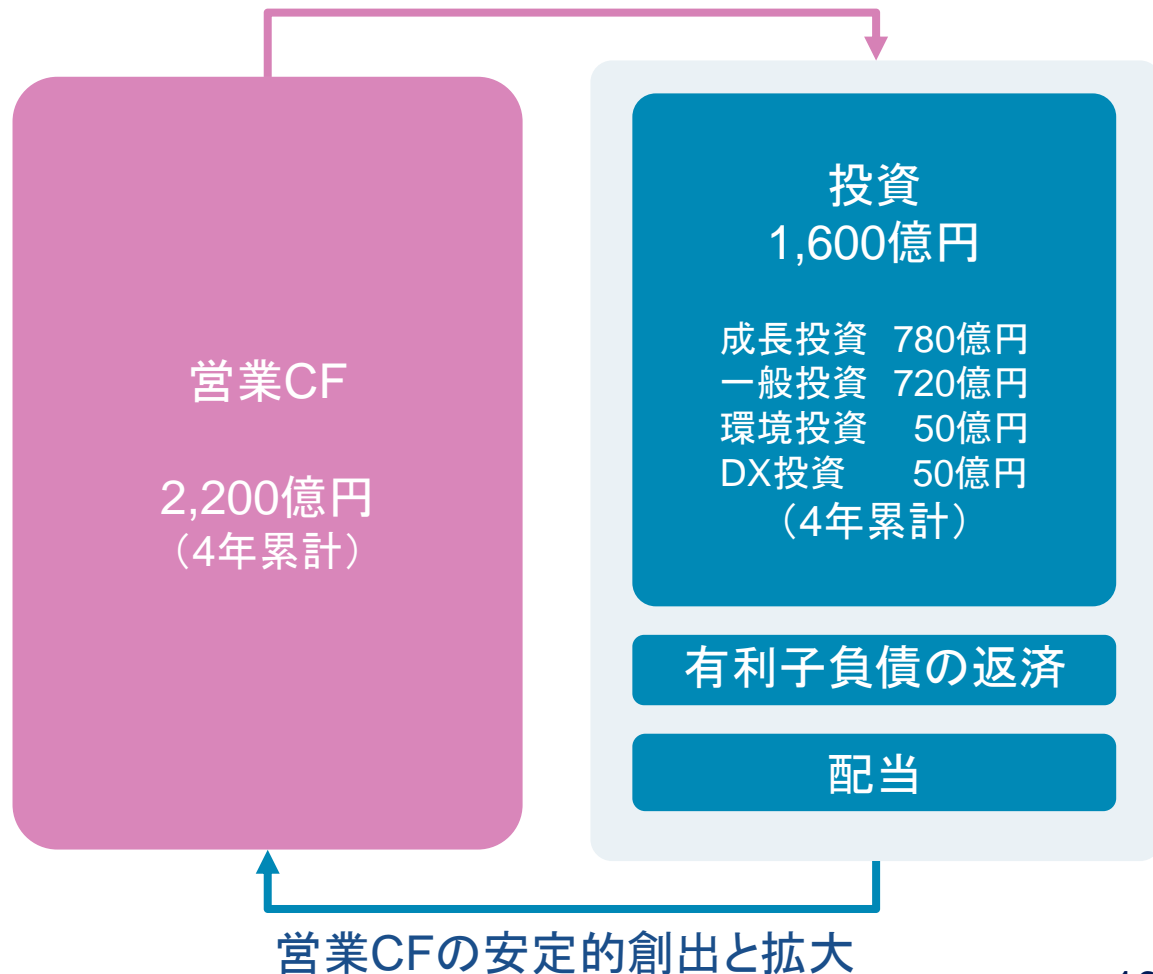 営業CF
2,200億円
（4年累計）
投資
1,600億円
成長投資 780億円
一般投資 720億円
環境投資 50億円
DX投資 50億円
（4年累計）
有利子負債の返済
配当
営業CFの安定的創出と拡大